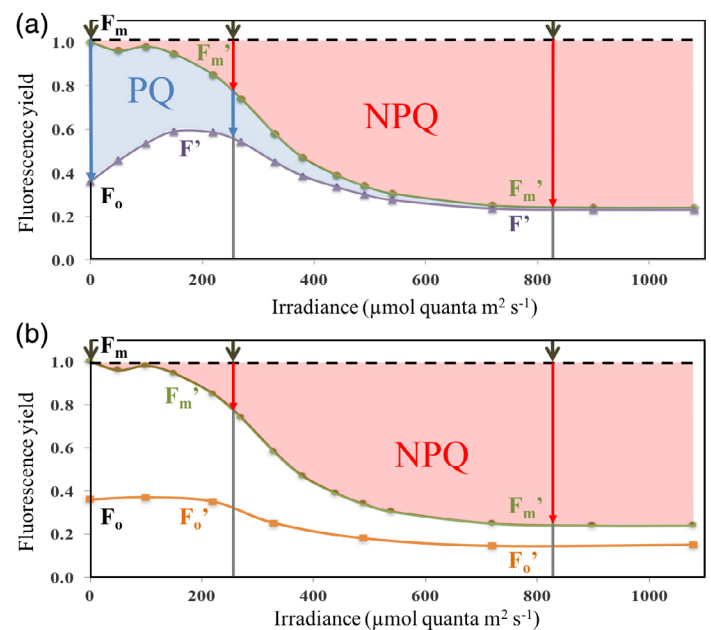 (a)
Fm
1.0
0.8
0.6
0.4
0.2
0.0
Fluorescence yield
Fm’
PQ
NPQ
F’
Fo
Fm’
F’
0
200
400
600
800
1000
Irradiance (µmol quanta m² s⁻¹)
(b)
Fm
1.0
0.8
0.6
0.4
0.2
0.0
Fluorescence yield
Fm’
NPQ
Fo
Fo’
Fm’
Fo’
0
200
400
600
800
1000
Irradiance (µmol quanta m² s⁻¹)